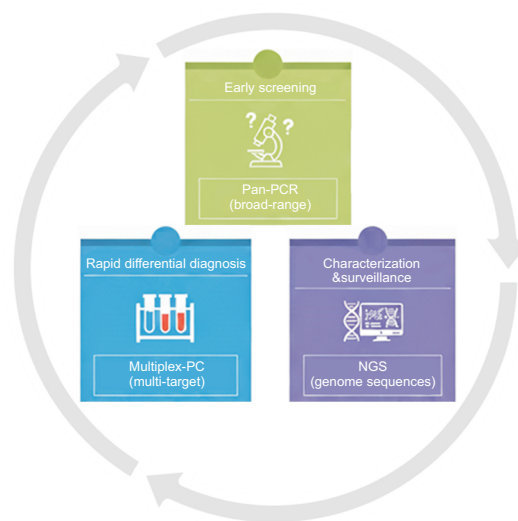 Early screening
? ?
Pan-PCR
(broad-range)
Rapid differential diagnosis
Multiplex-PC
(multi-target)
Characterization
&surveillance
NGS
(genome sequences)